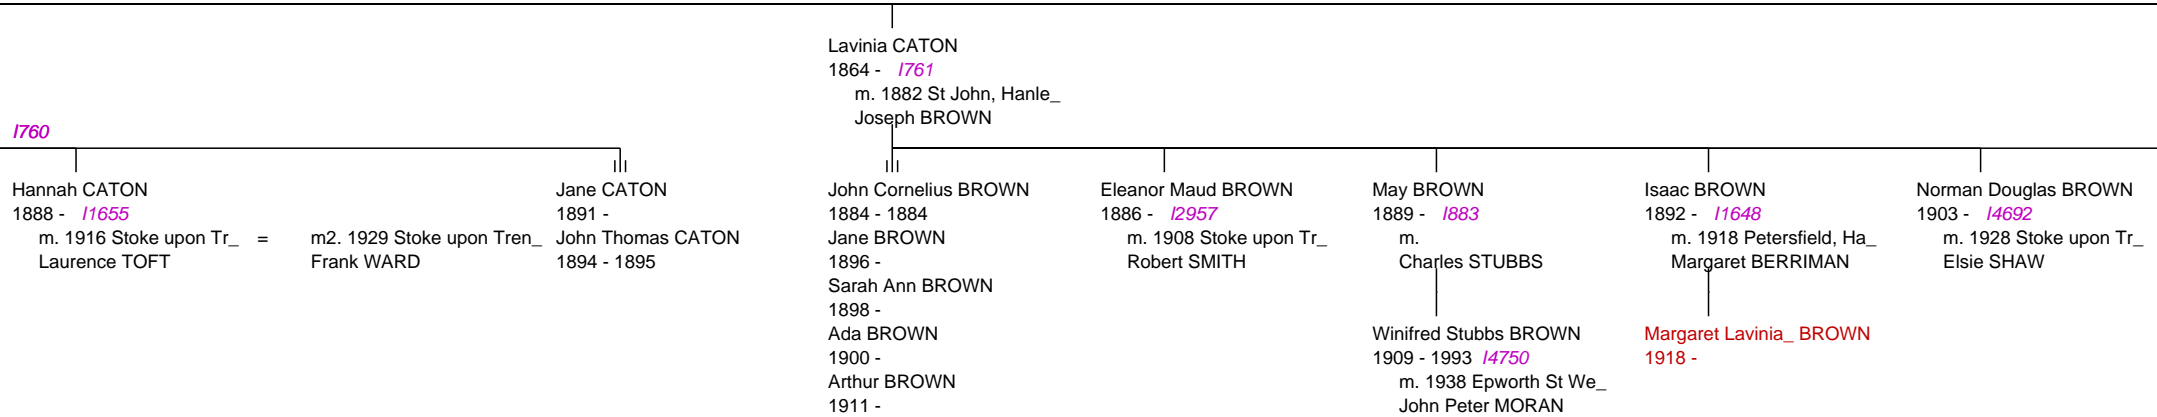 Lavinia CATON
1864 - I761
m. 1882 St John, Hanle_
Joseph BROWN
I760
Hannah CATON
1888 - I1655
m. 1916 Stoke upon Tr_ = m2. 1929 Stoke upon Tren_
Laurence TOFT
Frank WARD
Jane CATON
1891 -
John Thomas CATON
1894 - 1895
John Cornelius BROWN
1884 - 1884
Jane BROWN
1896 -
Sarah Ann BROWN
1898 -
Ada BROWN
1900 -
Arthur BROWN
1911 -
Eleanor Maud BROWN
1886 - I2957
m. 1908 Stoke upon Tr_
Robert SMITH
May BROWN
1889 - I883
m.
Charles STUBBS
Winifred Stubbs BROWN
1909 - 1993 I4750
m. 1938 Epworth St We_
John Peter MORAN
Isaac BROWN
1892 - I1648
m. 1918 Petersfield, Ha_
Margaret BERRIMAN
Margaret Lavinia_ BROWN
1918 -
Norman Douglas BROWN
1903 - I4692
m. 1928 Stoke upon Tr_
Elsie SHAW